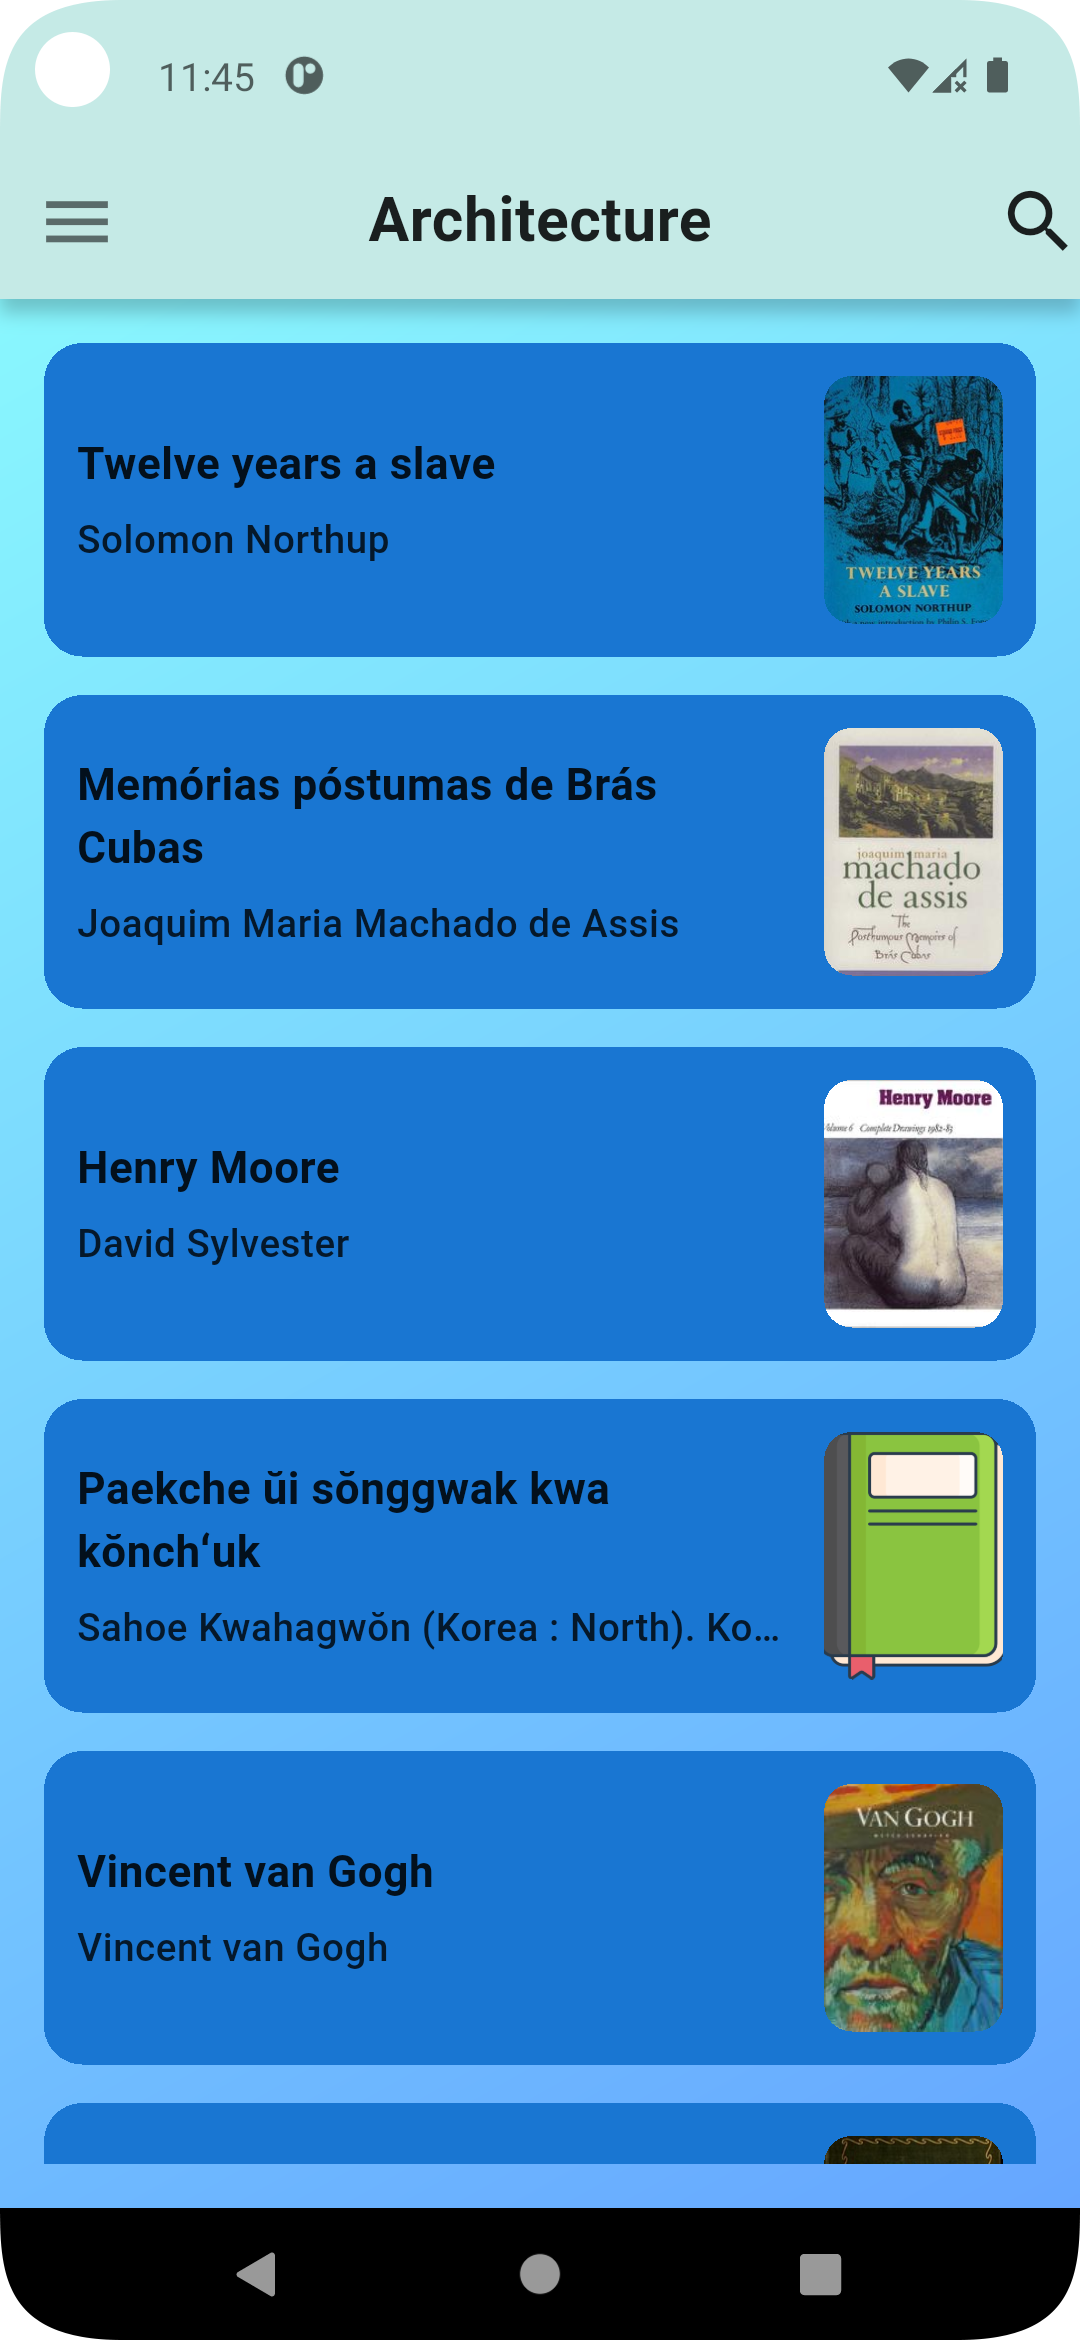 11:45
Architecture
Twelve years a slave
Solomon Northup
TWELVE YEARS
A SLAVE
SOLOMON NORTHUP
Memórias póstumas de Brás
Cubas
Joaquim Maria Machado de Assis
joaquim maria
machado
de assis
The
Posthumous Memoirs of
Brás Cubas
Henry Moore
David Sylvester
Henry Moore
Volume 6 Complete Drawings 1982-83
Paekche ŭi sŏnggwak kwa
kŏnch‘uk
Sahoe Kwahagwŏn (Korea : North). Ko…
Vincent van Gogh
Vincent van Gogh
VAN GOGH